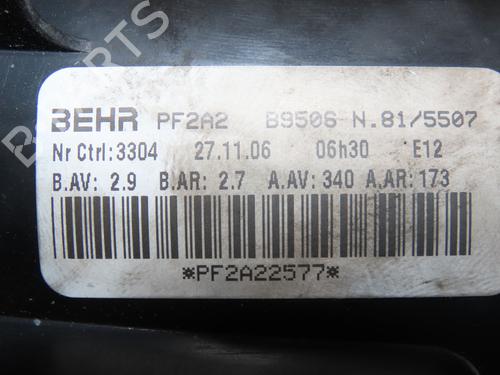 BEHR PF2A2 B9506 N.81/5507
Nr Ctrl:3304 27.11.06 06h30 E12
B.AV: 2.9 B.AR: 2.7 A.AV: 340 A.AR: 173
*PF2A22577*